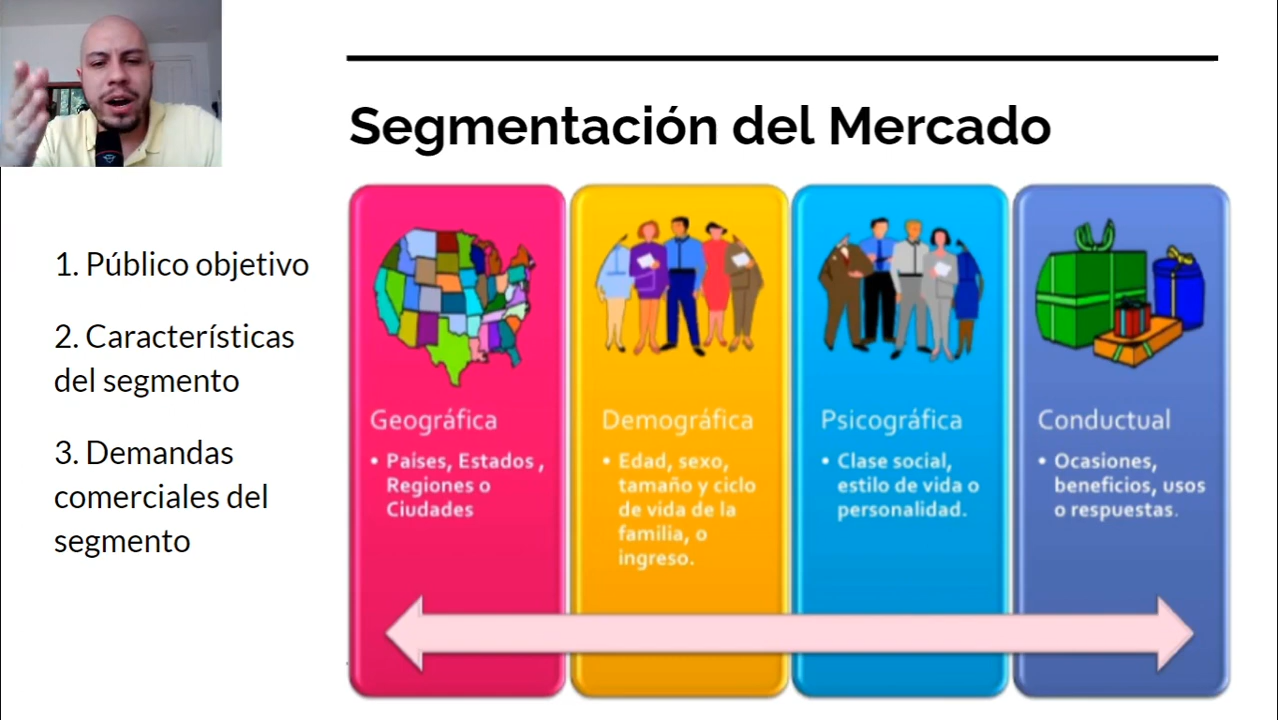 Segmentación del Mercado
1. Público objetivo
2. Características
del segmento
3. Demandas
comerciales del
segmento
Geográfica
• Países, Estados,
Regiones o
Ciudades
Demográfica
• Edad, sexo,
tamaño y ciclo
de vida de la
familia, o
ingreso.
Psicográfica
• Clase social,
estilo de vida o
personalidad.
Conductual
• Ocasiones,
beneficios, usos
o respuestas.